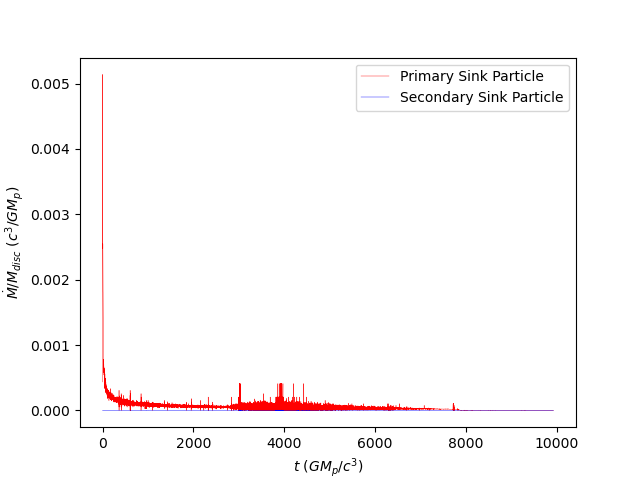 Primary Sink Particle
Secondary Sink Particle
0.005
0.004
0.003
0.002
0.001
0.000
Ṁ/M_disc (c³/GM_p)
0 2000 4000 6000 8000 10000
t (GM_p/c³)